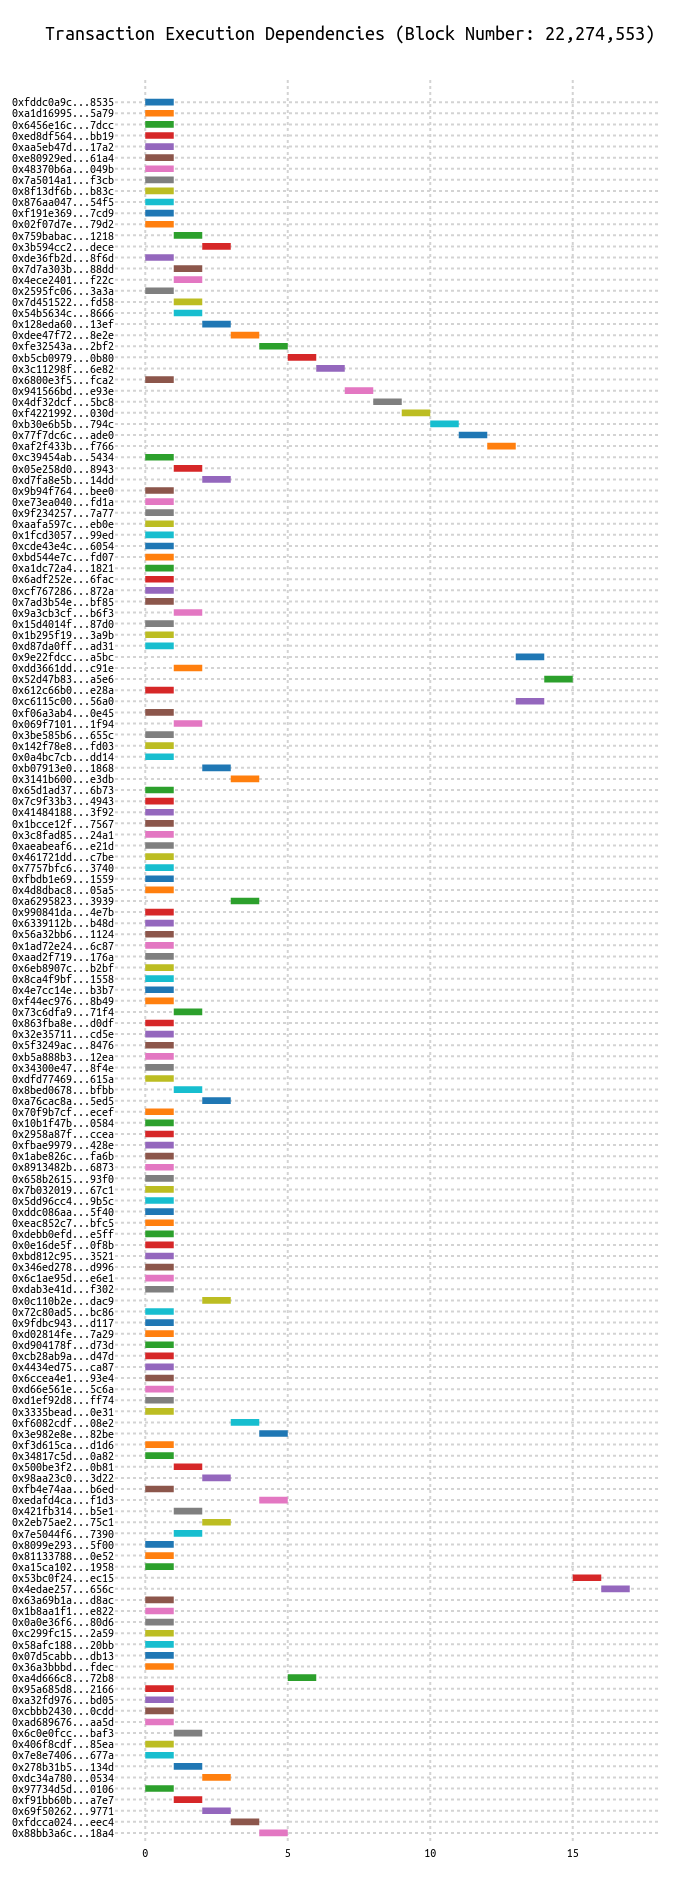 Transaction Execution Dependencies (Block Number: 22,274,553)
0xfddc0a9c...8535
0xa1d16995...5a79
0x6456e16c...7dcc
0xed8df564...bb19
0xaa5eb47d...17a2
0xe80929ed...61a4
0x48370b6a...049b
0x7a5014a1...f3cb
0x8f13df6b...b83c
0x876aa047...54f5
0xf191e369...7cd9
0x02f07d7e...79d2
0x759babac...1218
0x3b594cc2...dece
0xde36fb2d...8f6d
0x7d7a303b...88dd
0x4ece2401...f22c
0x2595fc06...3a3a
0x7d451522...fd58
0x54b5634c...8666
0x128eda60...13ef
0xdee47f72...8e2e
0xfe32543a...2bf2
0xb5cb0979...0b80
0x3c11298f...6e82
0x6800e3f5...fca2
0x941566bd...e93e
0x4df32dcf...5bc8
0xf4221992...030d
0xb30e6b5b...794c
0x77f7dc6c...ade0
0xaf2f433b...f766
0xc39454ab...5434
0x05e258d0...8943
0xd7fa8e5b...14dd
0x9b94f764...bee0
0xe73ea040...fd1a
0x9f234257...7a77
0xaafa597c...eb0e
0x1fcd3057...99ed
0xcde43e4c...6054
0xbd544e7c...fd07
0xa1dc72a4...1821
0x6adf252e...6fac
0xcf767286...872a
0x7ad3b54e...bf85
0x9a3cb3cf...b6f3
0x15d4014f...87d0
0x1b295f19...3a9b
0xd87da0ff...ad31
0x9e22fdcc...a5bc
0xdd3661dd...c91e
0x52d47b83...a5e6
0x612c66b0...e28a
0xc6115c00...56a0
0xf06a3ab4...0e45
0x069f7101...1f94
0x3be585b6...655c
0x142f78e8...fd03
0x0a4bc7cb...dd14
0xb07913e0...1868
0x3141b600...e3db
0x65d1ad37...6b73
0x7c9f33b3...4943
0x41484188...3f92
0x1bcce12f...7567
0x3c8fad85...24a1
0xaeabeaf6...e21d
0x461721dd...c7be
0x7757bfc6...3740
0xfbdb1e69...1559
0x4d8dbac8...05a5
0xa6295823...3939
0x990841da...4e7b
0x6339112b...b48d
0x56a32bb6...1124
0x1ad72e24...6c87
0xaad2f719...176a
0x6eb8907c...b2bf
0x8ca4f9bf...1558
0x4e7cc14e...b3b7
0xf44ec976...8b49
0x73c6dfa9...71f4
0x863fba8e...d0df
0x32e35711...cd5e
0x5f3249ac...8476
0xb5a888b3...12ea
0x34300e47...8f4e
0xdfd77469...615a
0x8bed0678...bfbb
0xa76cac8a...5ed5
0x70f9b7cf...ecef
0x10b1f47b...0584
0x2958a87f...ccea
0xfbae9979...428e
0x1abe826c...fa6b
0x8913482b...6873
0x658b2615...93f0
0x7b032019...67c1
0x5dd96cc4...9b5c
0xddc086aa...5f40
0xeac852c7...bfc5
0xdebb0efd...e5ff
0x0e16de5f...0f8b
0xbd812c95...3521
0x346ed278...d996
0x6c1ae95d...e6e1
0xdab3e41d...f302
0x0c110b2e...dac9
0x72c80ad5...bc86
0x9fdbc943...d117
0xd02814fe...7a29
0xd904178f...d73d
0xcb28ab9a...d47d
0x4434ed75...ca87
0x6ccea4e1...93e4
0xd66e561e...5c6a
0xd1ef92d8...ff74
0x3335bead...0e31
0xf6082cdf...08e2
0x3e982e8e...82be
0xf3d615ca...d1d6
0x34817c5d...0a82
0x500be3f2...0b81
0x98aa23c0...3d22
0xfb4e74aa...b6ed
0xedafd4ca...f1d3
0x421fb314...b5e1
0x2eb75ae2...75c1
0x7e5044f6...7390
0x8099e293...5f00
0x81133788...0e52
0xa15ca102...1958
0x53bc0f24...ec15
0x4edae257...656c
0x63a69b1a...d8ac
0x1b8aa1f1...e822
0x0a0e36f6...80d6
0xc299fc15...2a59
0x58afc188...20bb
0x07d5cabb...db13
0x36a3bbbd...fdec
0xa4d666c8...72b8
0x95a685d8...2166
0xa32fd976...bd05
0xcbbb2430...0cdd
0xad689676...aa5d
0x6c0e0fcc...baf3
0x406f8cdf...85ea
0x7e8e7406...677a
0x278b31b5...134d
0xdc34a780...0534
0x97734d5d...0106
0xf91bb60b...a7e7
0x69f50262...9771
0xfdcca024...eec4
0x88bb3a6c...18a4
0 5 10 15